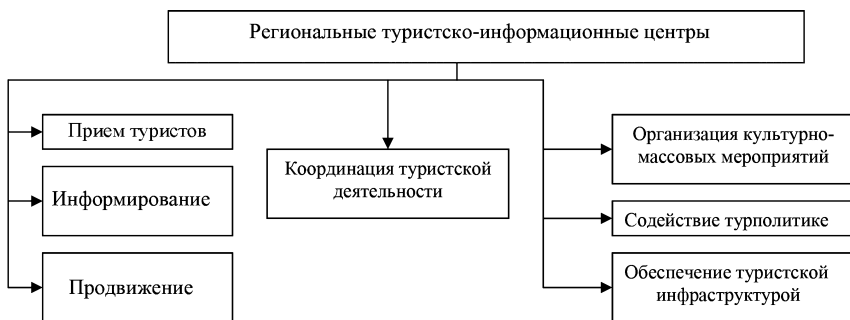 Региональные туристско-информационные центры
Прием туристов
Информирование
Продвижение
Координация туристской
деятельности
Организация культурно-
массовых мероприятий
Содействие турполитике
Обеспечение туристской
инфраструктурой